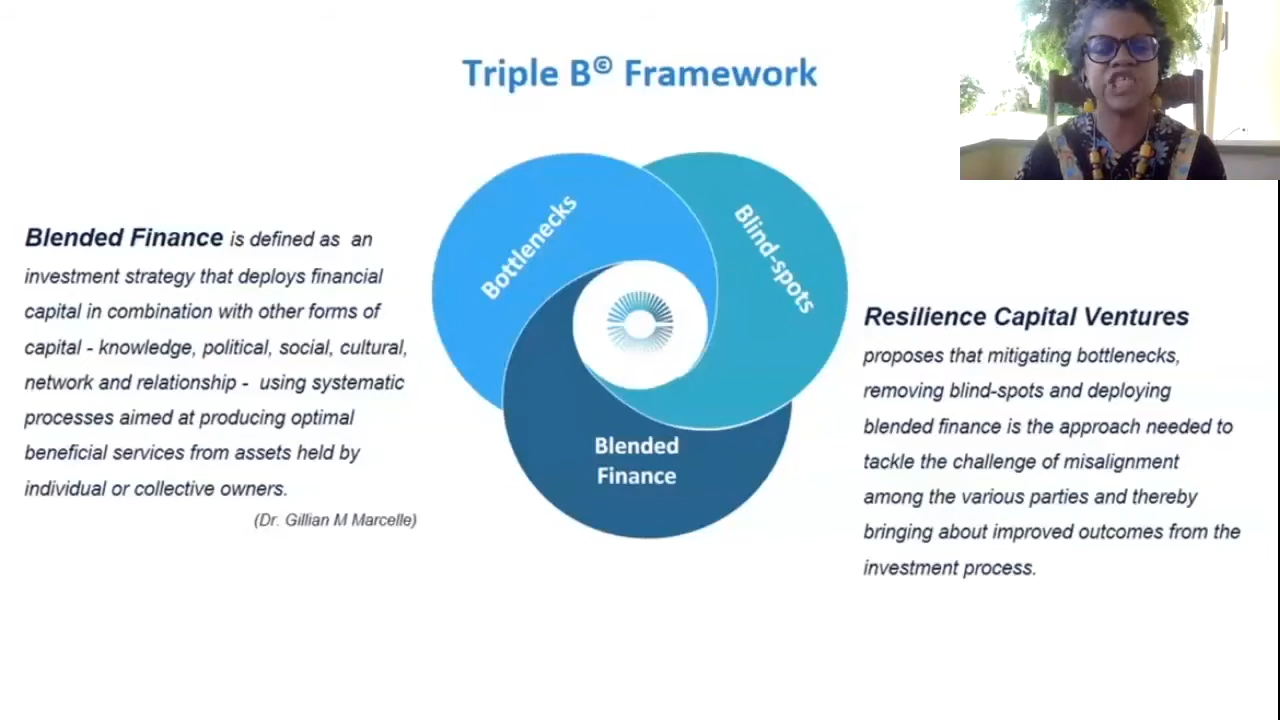 Triple B© Framework
Bottlenecks
Blind-spots
Blended
Finance
Blended Finance is defined as an
investment strategy that deploys financial
capital in combination with other forms of
capital - knowledge, political, social, cultural,
network and relationship - using systematic
processes aimed at producing optimal
beneficial services from assets held by
individual or collective owners.
(Dr. Gillian M Marcelle)
Resilience Capital Ventures
proposes that mitigating bottlenecks,
removing blind-spots and deploying
blended finance is the approach needed to
tackle the challenge of misalignment
among the various parties and thereby
bringing about improved outcomes from the
investment process.